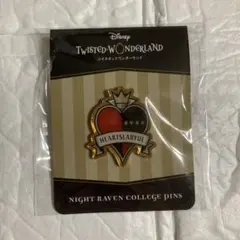 Disney
TWISTED-WONDERLAND
ツイステッドワンダーランド
HEARTSLABYUL
NIGHT RAVEN COLLEGE PINS